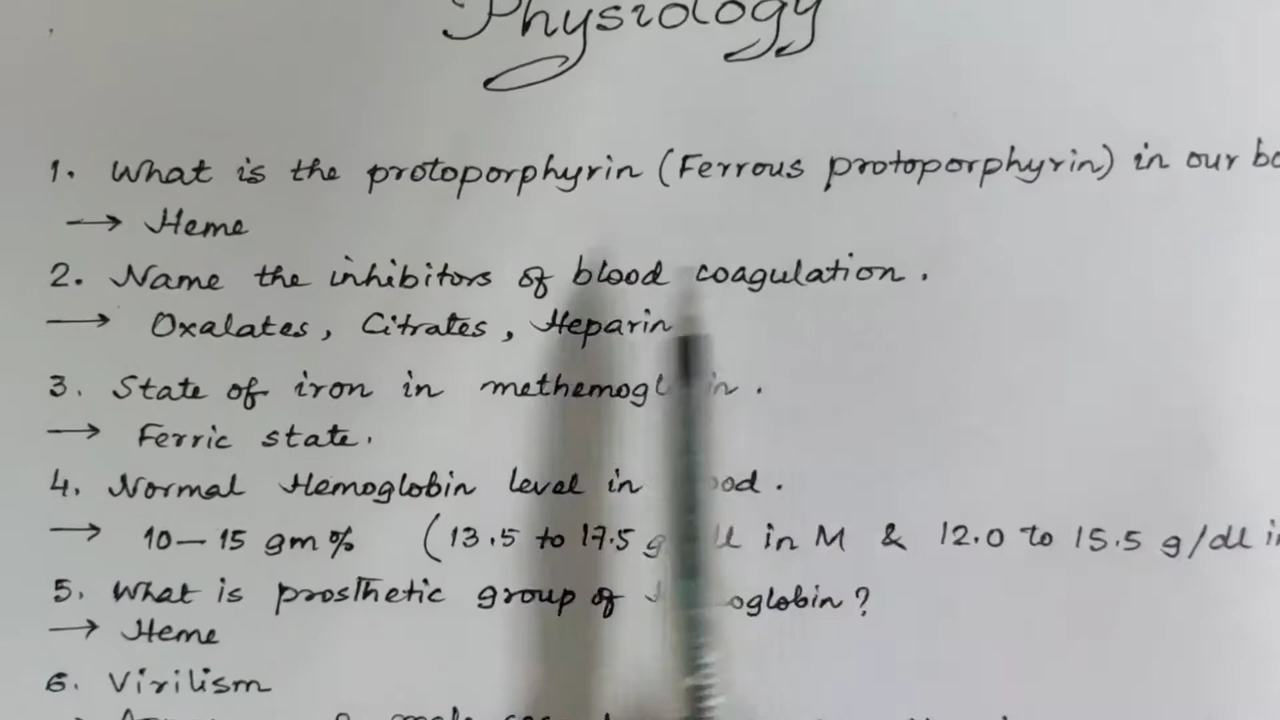 Physiology
1. What is the protoporphyrin (Ferrous protoporphyrin) in our
→ Heme
2. Name the inhibitors of blood coagulation.
→ Oxalates, Citrates, Heparin
3. State of iron in
→ Ferric state.
4. Normal Hemoglobin level in
→ 10-15 gm% (13.5 to 17.5 in M & 12.0 to 15.5 g/dl
5. What is prosthetic group of
→ Heme
6. Virilism